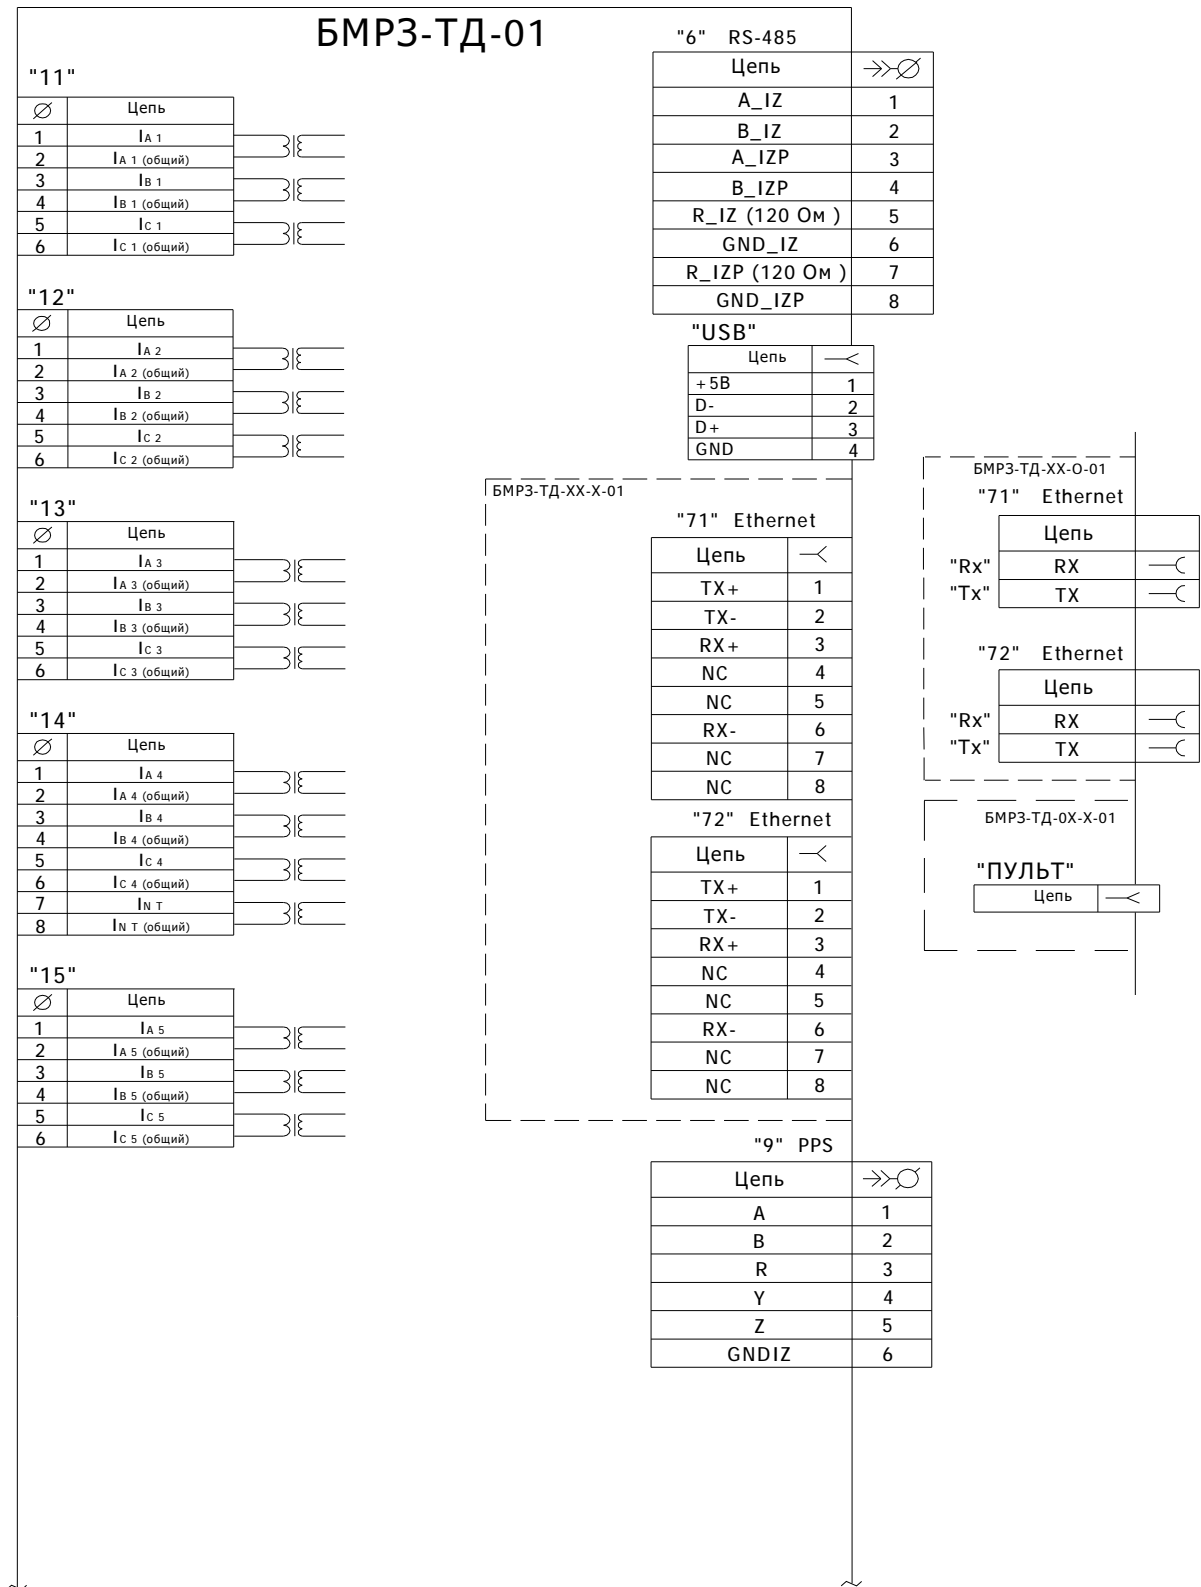 БМРЗ-ТД-01
"11"
Цепь
1 IA 1
2 IA 1 (общий)
3 IB 1
4 IB 1 (общий)
5 IC 1
6 IC 1 (общий)
"12"
Цепь
1 IA 2
2 IA 2 (общий)
3 IB 2
4 IB 2 (общий)
5 IC 2
6 IC 2 (общий)
"13"
Цепь
1 IA 3
2 IA 3 (общий)
3 IB 3
4 IB 3 (общий)
5 IC 3
6 IC 3 (общий)
"14"
Цепь
1 IA 4
2 IA 4 (общий)
3 IB 4
4 IB 4 (общий)
5 IC 4
6 IC 4 (общий)
7 IN T
8 IN T (общий)
"15"
Цепь
1 IA 5
2 IA 5 (общий)
3 IB 5
4 IB 5 (общий)
5 IC 5
6 IC 5 (общий)
"6" RS-485
Цепь
A_IZ 1
B_IZ 2
A_IZP 3
B_IZP 4
R_IZ (120 Ом ) 5
GND_IZ 6
R_IZP (120 Ом ) 7
GND_IZP 8
"USB"
Цепь
+5В 1
D- 2
D+ 3
GND 4
БМРЗ-ТД-ХХ-Х-01
"71" Ethernet
Цепь
TX+ 1
TX- 2
RX+ 3
NC 4
NC 5
RX- 6
NC 7
NC 8
"72" Ethernet
Цепь
TX+ 1
TX- 2
RX+ 3
NC 4
NC 5
RX- 6
NC 7
NC 8
"9" PPS
Цепь
A 1
B 2
R 3
Y 4
Z 5
GNDIZ 6
БМРЗ-ТД-ХХ-О-01
"71" Ethernet
Цепь
"Rx" RX
"Tx" TX
"72" Ethernet
Цепь
"Rx" RX
"Tx" TX
БМРЗ-ТД-0Х-Х-01
"ПУЛЬТ"
Цепь